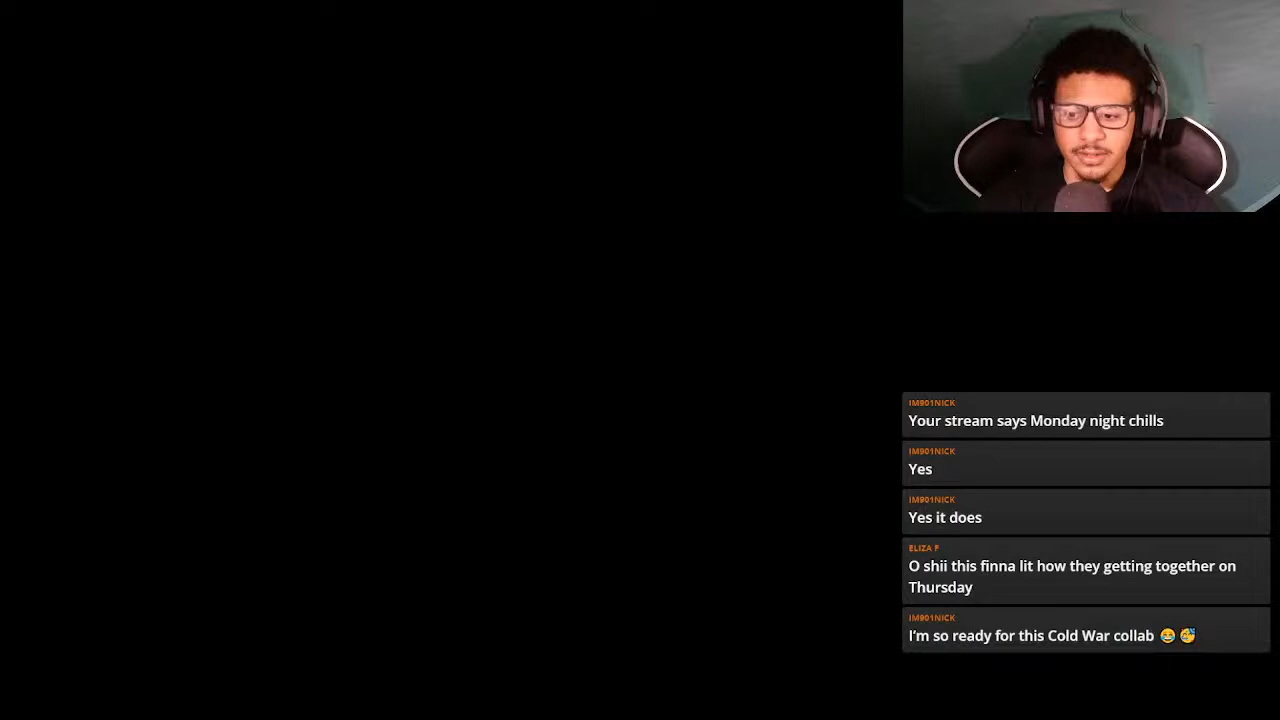 IM901NICK
Your stream says Monday night chills
IM901NICK
Yes
IM901NICK
Yes it does
ELIZA F
O shii this finna lit how they getting together on
Thursday
IM901NICK
I'm so ready for this Cold War collab 😂 🥳